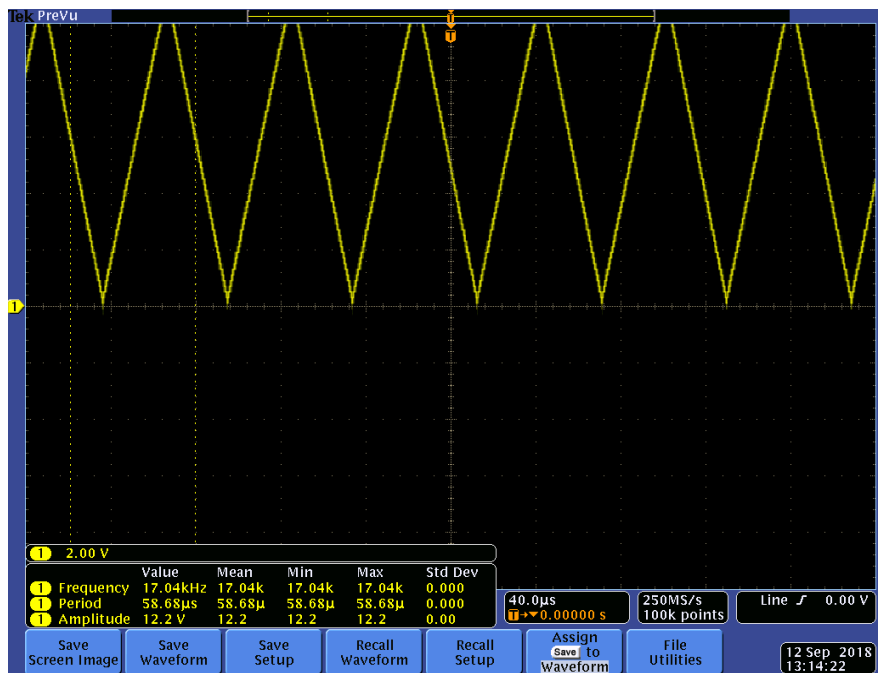 Tek PreVu
T
T
1
1 2.00 V
Value Mean Min Max Std Dev
1 Frequency 17.04kHz 17.04k 17.04k 17.04k 0.000
1 Period 58.68µs 58.68µ 58.68µ 58.68µ 0.000
1 Amplitude 12.2 V 12.2 12.2 12.2 0.00
40.0µs
T→▼0.00000 s
250MS/s
100k points
Line ƒ 0.00 V
Save
Screen Image
Save
Waveform
Save
Setup
Recall
Waveform
Recall
Setup
Assign
Save to
Waveform
File
Utilities
12 Sep 2018
13:14:22